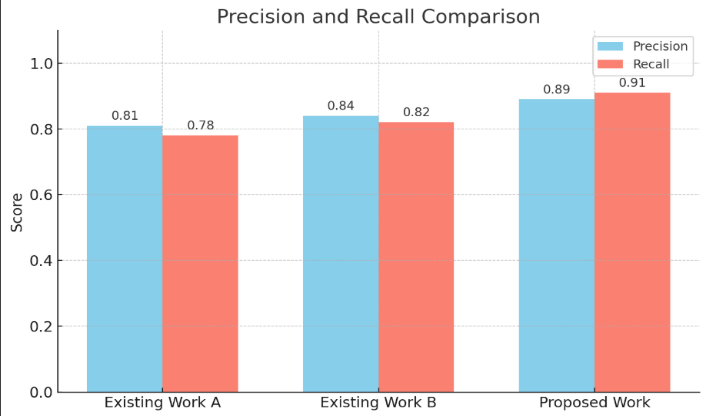 Precision and Recall Comparison
Precision
Recall
1.0
0.8
0.6
0.4
0.2
0.0
Score
0.81
0.78
0.84
0.82
0.89
0.91
Existing Work A
Existing Work B
Proposed Work